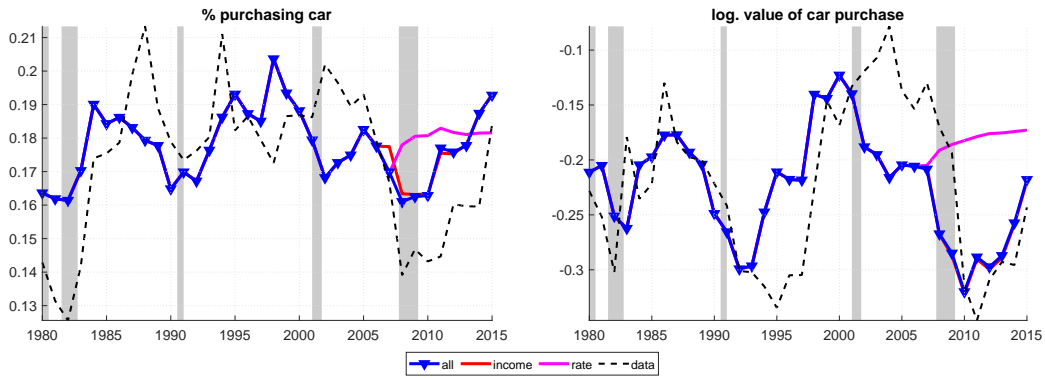 % purchasing car
0.21
0.2
0.19
0.18
0.17
0.16
0.15
0.14
0.13
1980 1985 1990 1995 2000 2005 2010 2015
log. value of car purchase
-0.1
-0.15
-0.2
-0.25
-0.3
1980 1985 1990 1995 2000 2005 2010 2015
all income rate data